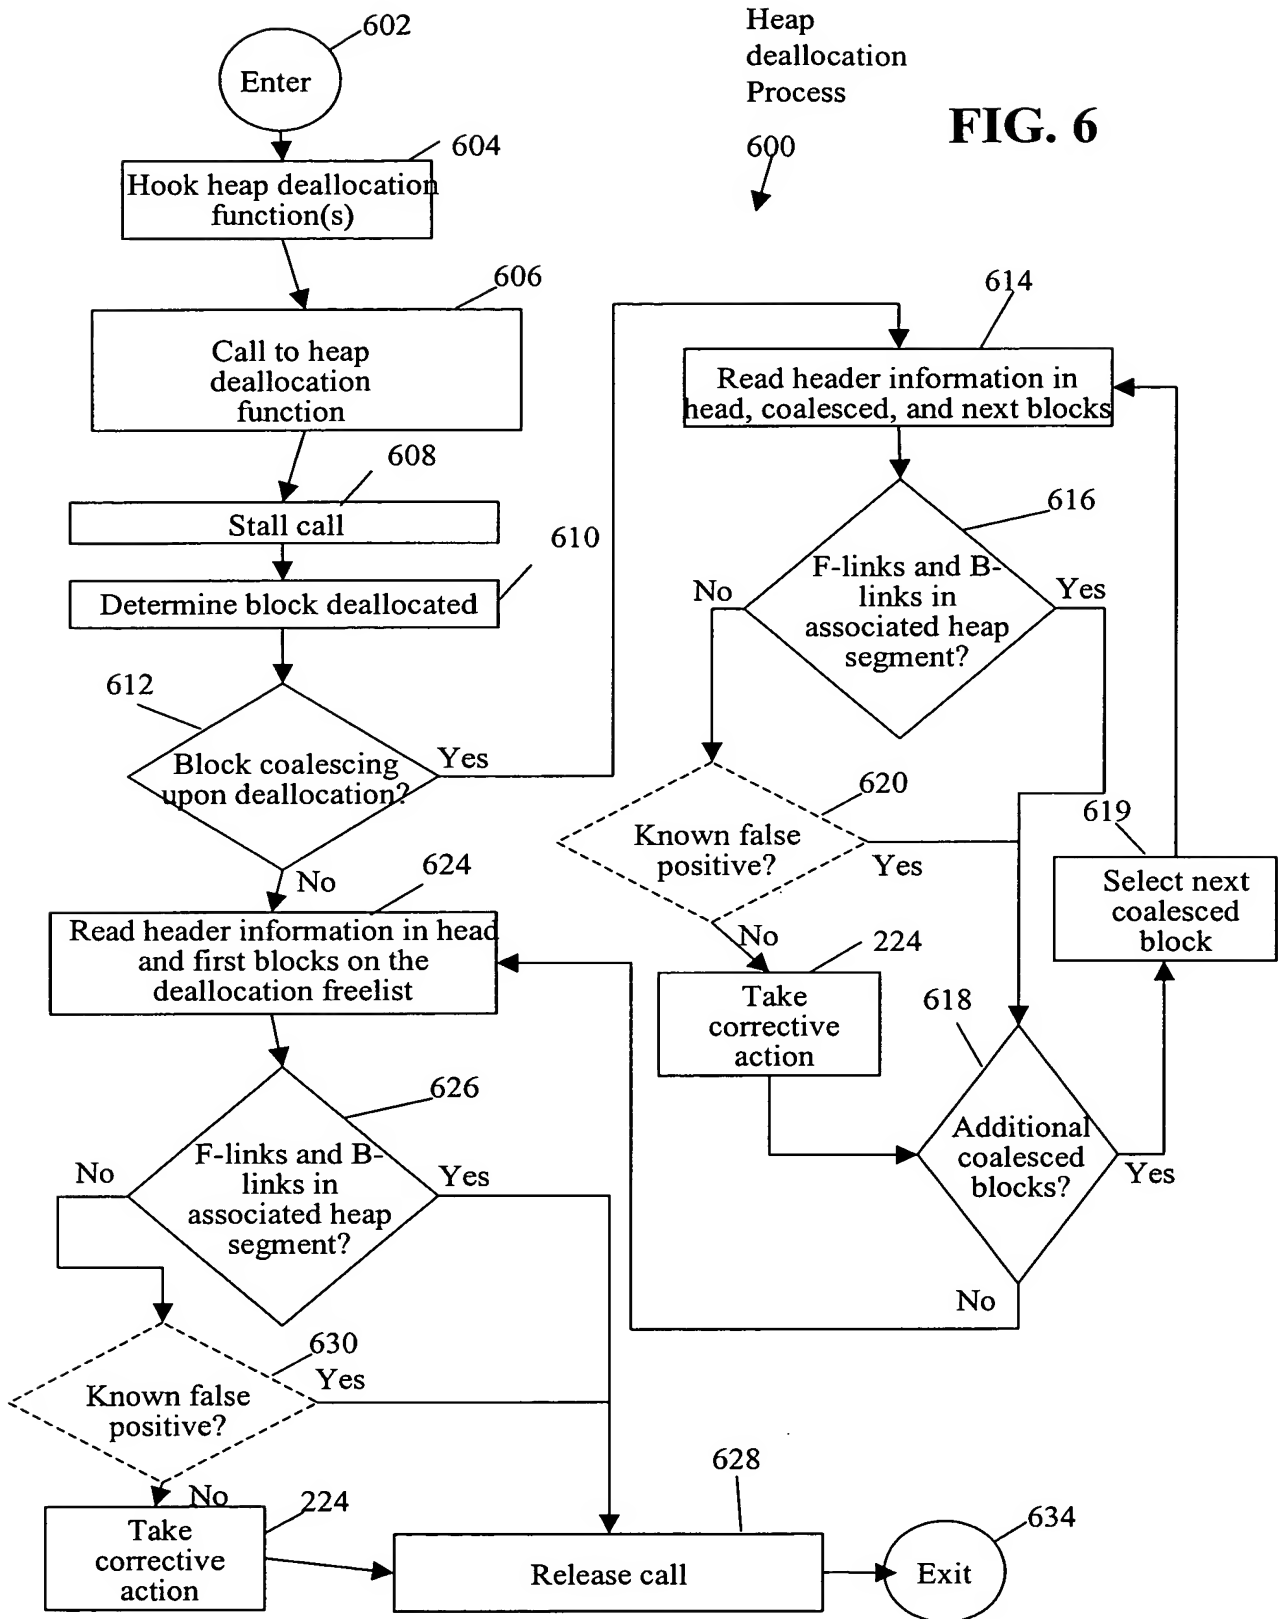 Heap
deallocation
Process
600
FIG. 6
602
Enter
604
Hook heap deallocation
function(s)
606
Call to heap
deallocation
function
608
Stall call
610
Determine block deallocated
612
Block coalescing
upon deallocation?
Yes
No
614
Read header information in
head, coalesced, and next blocks
616
F-links and B-
links in
associated heap
segment?
No
Yes
620
Known false
positive?
Yes
No
224
Take
corrective
action
618
Additional
coalesced
blocks?
Yes
No
619
Select next
coalesced
block
624
Read header information in head
and first blocks on the
deallocation freelist
626
F-links and B-
links in
associated heap
segment?
No
Yes
630
Known false
positive?
Yes
No
224
Take
corrective
action
628
Release call
634
Exit